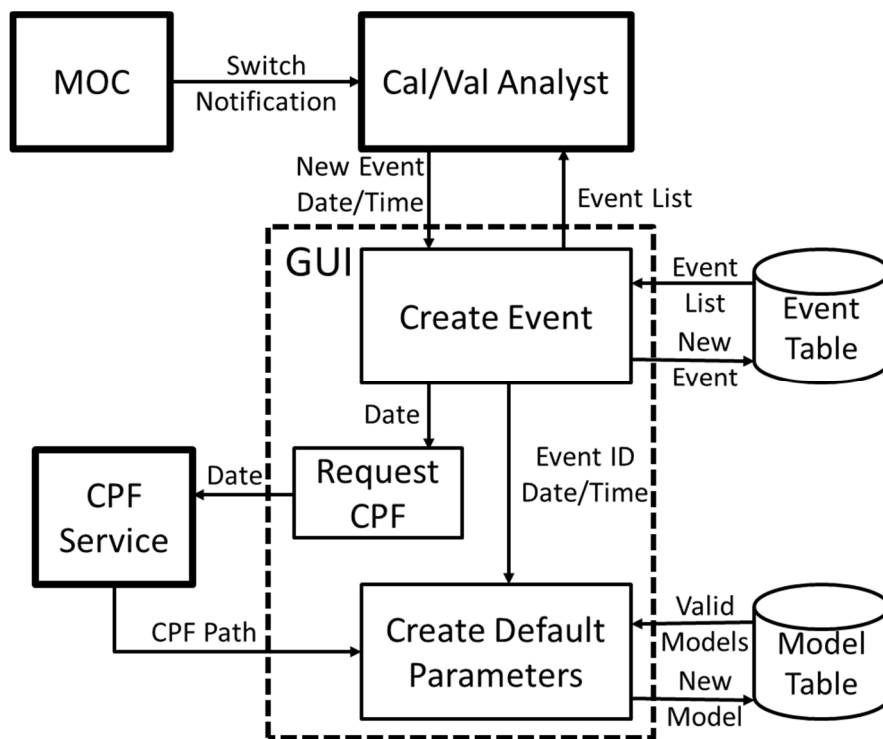 MOC
Switch
Notification
Cal/Val Analyst
New Event
Date/Time
Event List
GUI
Create Event
Event
List
New
Event
Event
Table
Date
Request
CPF
Date
CPF
Service
Event ID
Date/Time
CPF Path
Create Default
Parameters
Valid
Models
New
Model
Model
Table